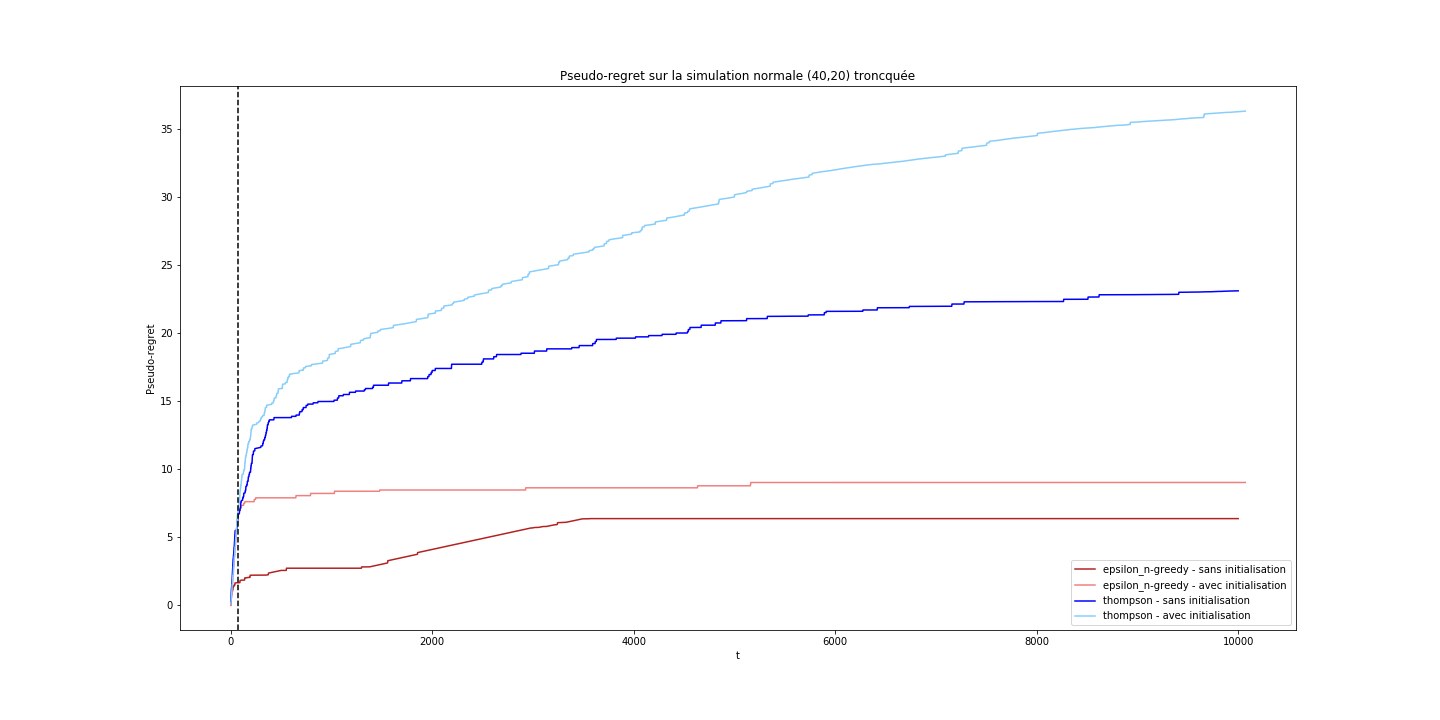 Pseudo-regret sur la simulation normale (40,20) troncquée
Pseudo-regret
35
30
25
20
15
10
5
0
epsilon_n-greedy - sans initialisation
epsilon_n-greedy - avec initialisation
thompson - sans initialisation
thompson - avec initialisation
0 2000 4000 6000 8000 10000
t